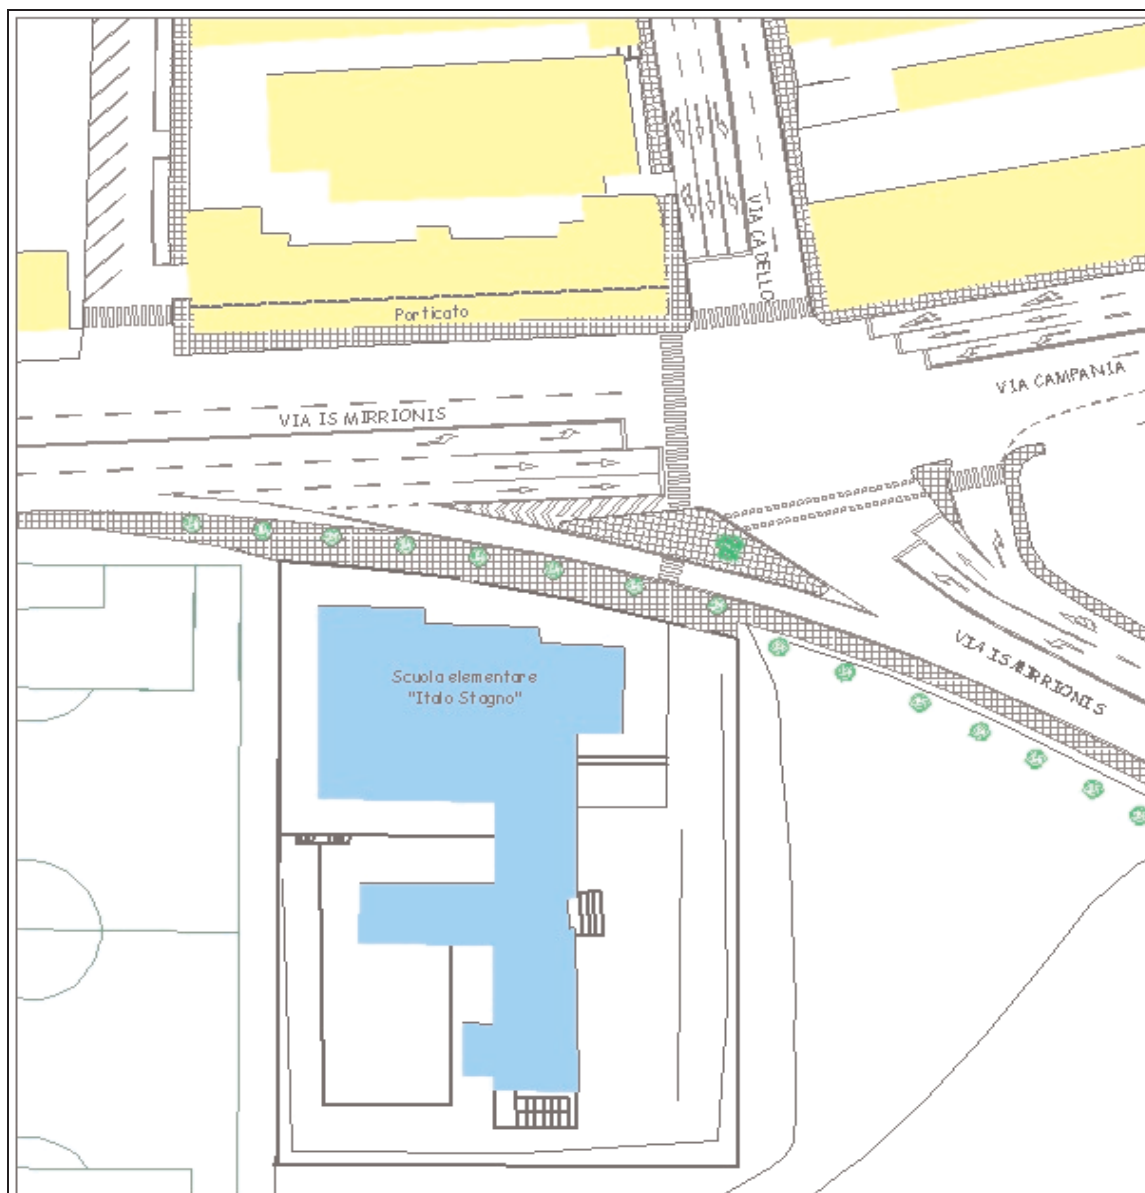 VIA CADELLO
Porticato
VIA CAMPANIA
VIA IS MIRRIONIS
VIA IS MIRRIONIS
Scuola elementare
"Italo Stagno"